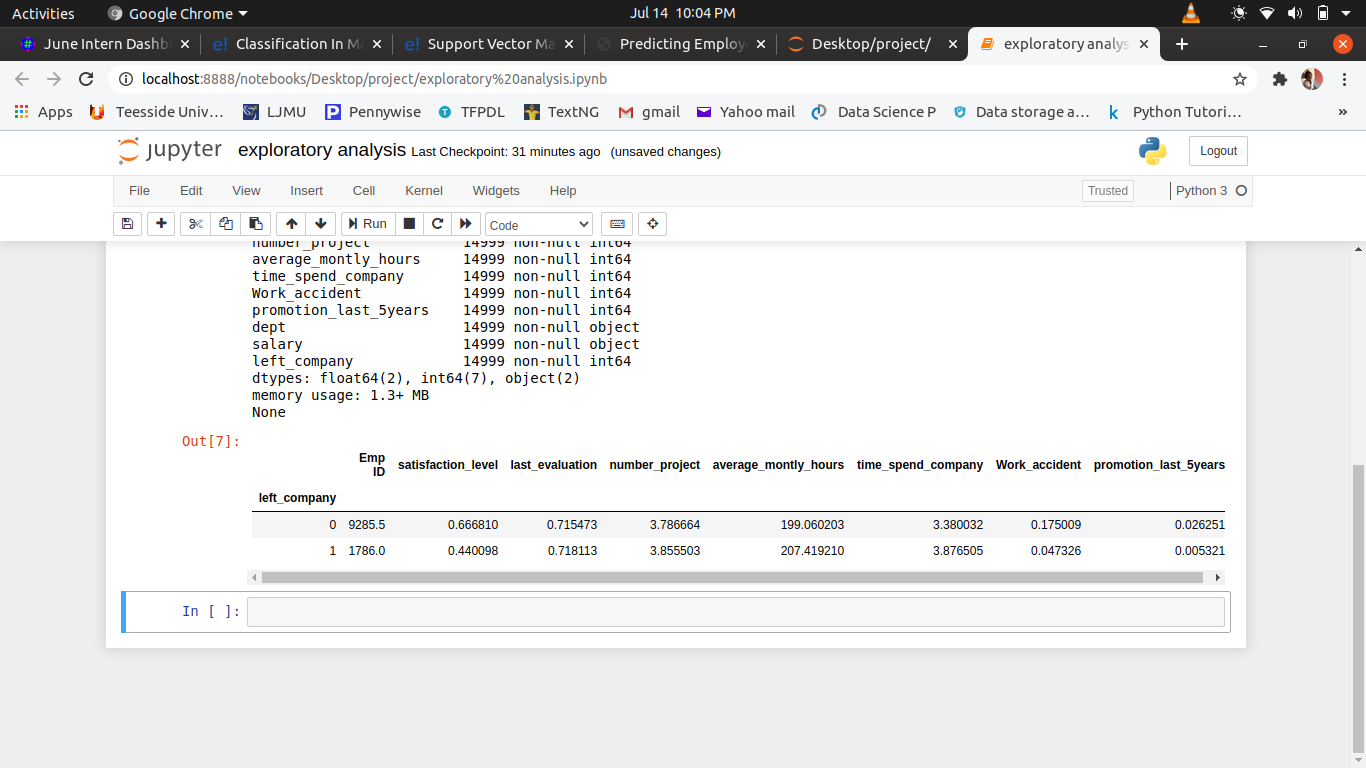 Activities Google Chrome Jul 14 10:04 PM
June Intern Dashb Classification In Ma Support Vector Ma Predicting Employ Desktop/project/ exploratory analys
localhost:8888/notebooks/Desktop/project/exploratory%20analysis.ipynb
Apps Teesside Univ… LJMU Pennywise TFPDL TextNG gmail Yahoo mail Data Science P Data storage a… Python Tutori… »
jupyter exploratory analysis Last Checkpoint: 31 minutes ago (unsaved changes) Logout
File Edit View Insert Cell Kernel Widgets Help Trusted Python 3
Run Code
number_project 14999 non-null int64
average_montly_hours 14999 non-null int64
time_spend_company 14999 non-null int64
Work_accident 14999 non-null int64
promotion_last_5years 14999 non-null int64
dept 14999 non-null object
salary 14999 non-null object
left_company 14999 non-null int64
dtypes: float64(2), int64(7), object(2)
memory usage: 1.3+ MB
None
Out[7]:
Emp ID satisfaction_level last_evaluation number_project average_montly_hours time_spend_company Work_accident promotion_last_5years
left_company
0 9285.5 0.666810 0.715473 3.786664 199.060203 3.380032 0.175009 0.026251
1 1786.0 0.440098 0.718113 3.855503 207.419210 3.876505 0.047326 0.005321
In [ ]: